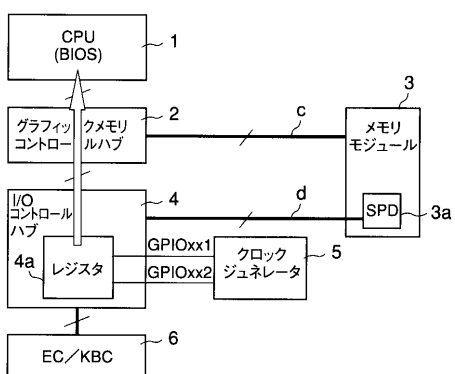 CPU
(BIOS)
1
グラフィックメモリ
コントロールハブ
2
c
3
メモリ
モジュール
SPD
3a
I/O
コントロール
ハブ
4
d
4a
レジスタ
GPIOxx1
GPIOxx2
クロック
ジュネレータ
5
EC/KBC
6